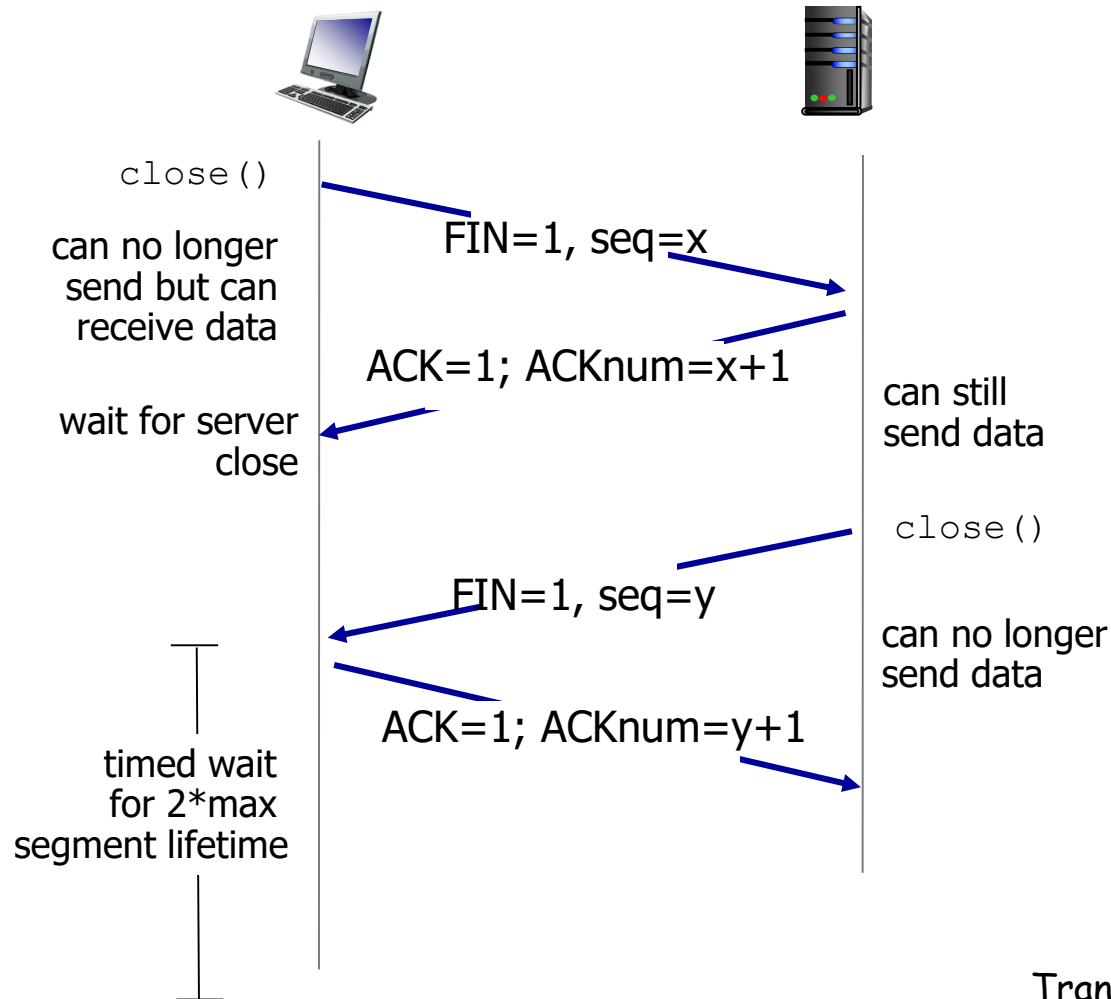 close()
FIN=1, seq=x
can no longer
send but can
receive data
ACK=1; ACKnum=x+1
can still
send data
wait for server
close
close()
FIN=1, seq=y
can no longer
send data
ACK=1; ACKnum=y+1
timed wait
for 2*max
segment lifetime
Tran